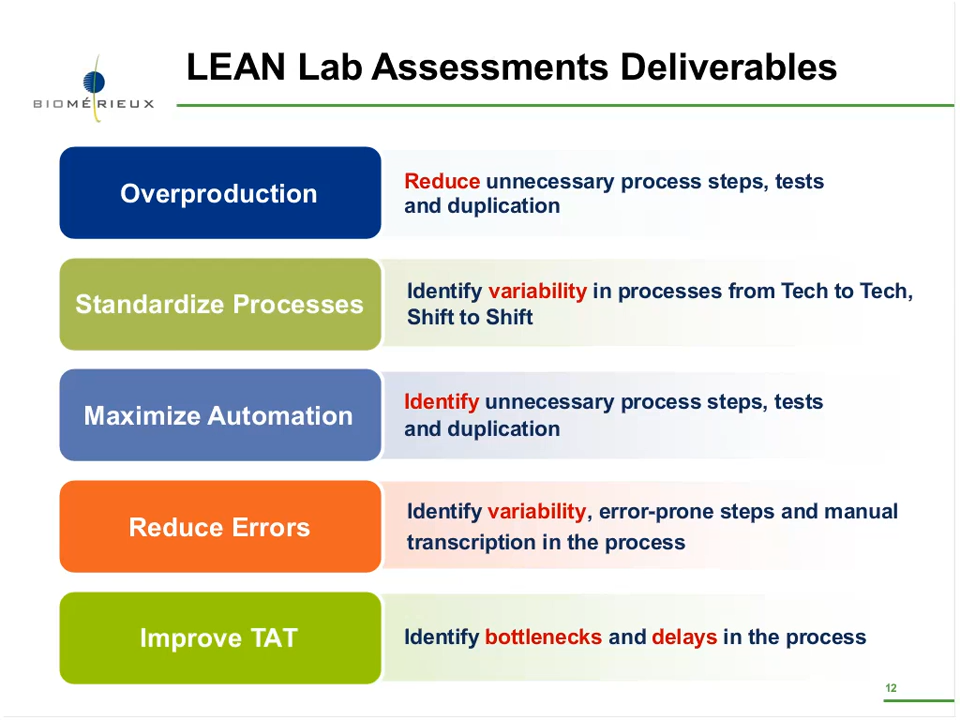 LEAN Lab Assessments Deliverables
BIOMÉRIEUX
Overproduction
Reduce unnecessary process steps, tests
and duplication
Standardize Processes
Identify variability in processes from Tech to Tech,
Shift to Shift
Maximize Automation
Identify unnecessary process steps, tests
and duplication
Reduce Errors
Identify variability, error-prone steps and manual
transcription in the process
Improve TAT
Identify bottlenecks and delays in the process
12